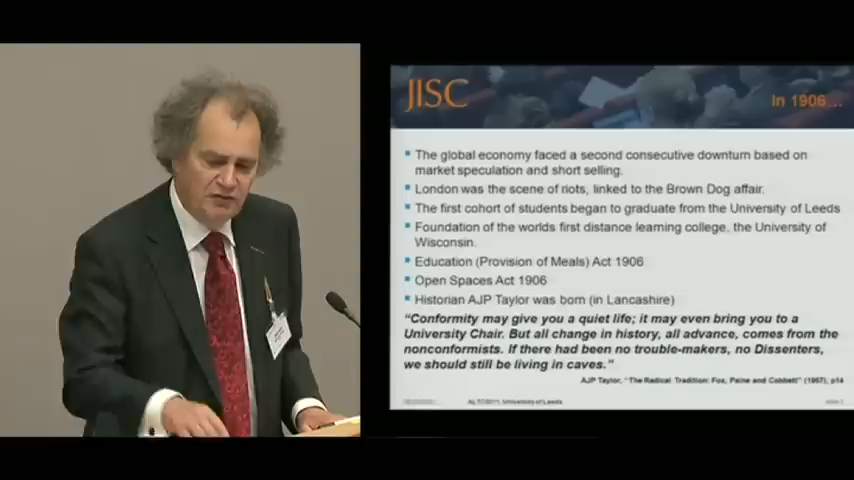 JISC
In 1906...
The global economy faced a second consecutive downturn based on
market speculation and short selling.
London was the scene of riots, linked to the Brown Dog affair.
The first cohort of students began to graduate from the University of Leeds
Foundation of the worlds first distance learning college, the University of
Wisconsin.
Education (Provision of Meals) Act 1906
Open Spaces Act 1906
Historian AJP Taylor was born (in Lancashire)
“Conformity may give you a quiet life; it may even bring you to a
University Chair. But all change in history, all advance, comes from the
nonconformists. If there had been no trouble-makers, no Dissenters,
we should still be living in caves.”
AJP Taylor, “The Radical Tradition: Fox, Paine and Cobbett” (1957), p14
University of Leeds